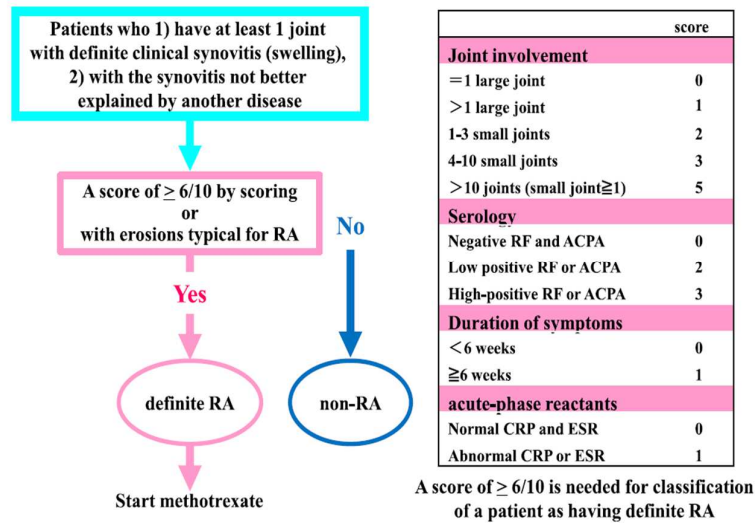 Patients who 1) have at least 1 joint
with definite clinical synovitis (swelling),
2) with the synovitis not better
explained by another disease
A score of ≥ 6/10 by scoring
or
with erosions typical for RA
No
Yes
definite RA
non-RA
Start methotrexate
score
Joint involvement
=1 large joint 0
>1 large joint 1
1-3 small joints 2
4-10 small joints 3
>10 joints (small joint≧1) 5
Serology
Negative RF and ACPA 0
Low positive RF or ACPA 2
High-positive RF or ACPA 3
Duration of symptoms
<6 weeks 0
≧6 weeks 1
acute-phase reactants
Normal CRP and ESR 0
Abnormal CRP or ESR 1
A score of ≥ 6/10 is needed for classification
of a patient as having definite RA